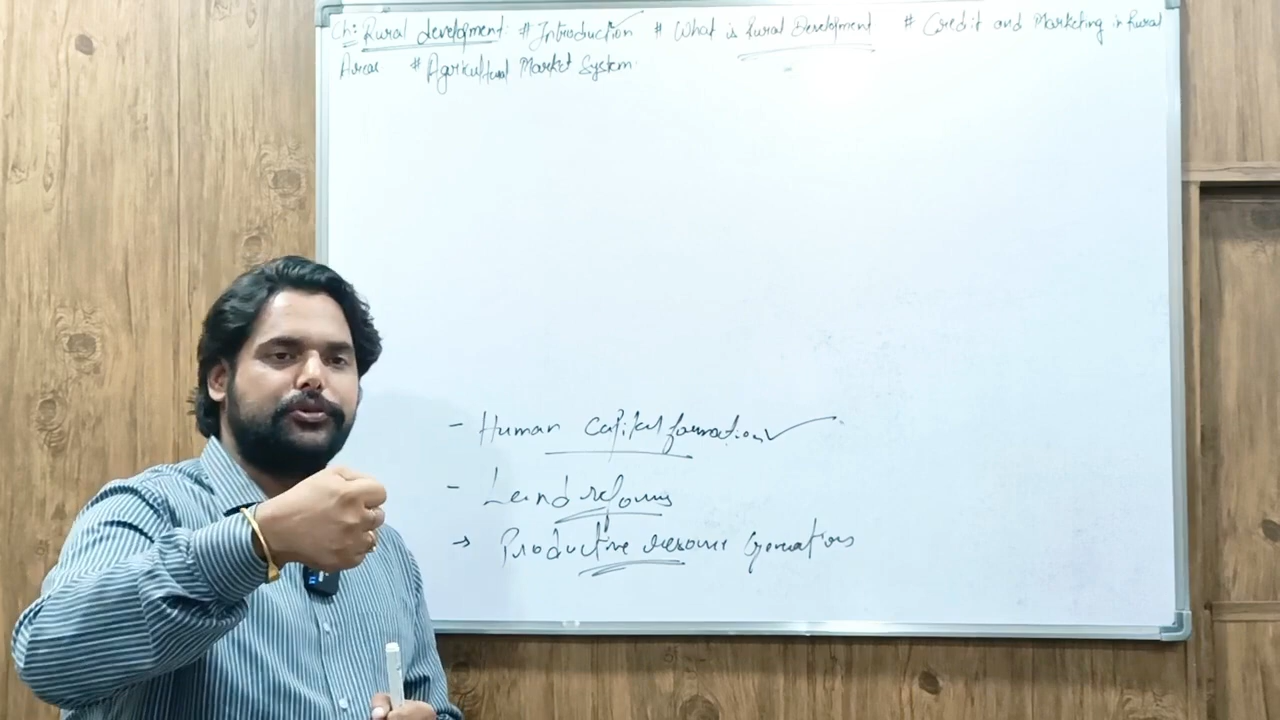 Ch: Rural development: # Introduction # What is Rural Development # Credit and Marketing in Rural
Areas # Agricultural Market System.
- Human Capital formation
- Land reforms
→ Productive resource Generation